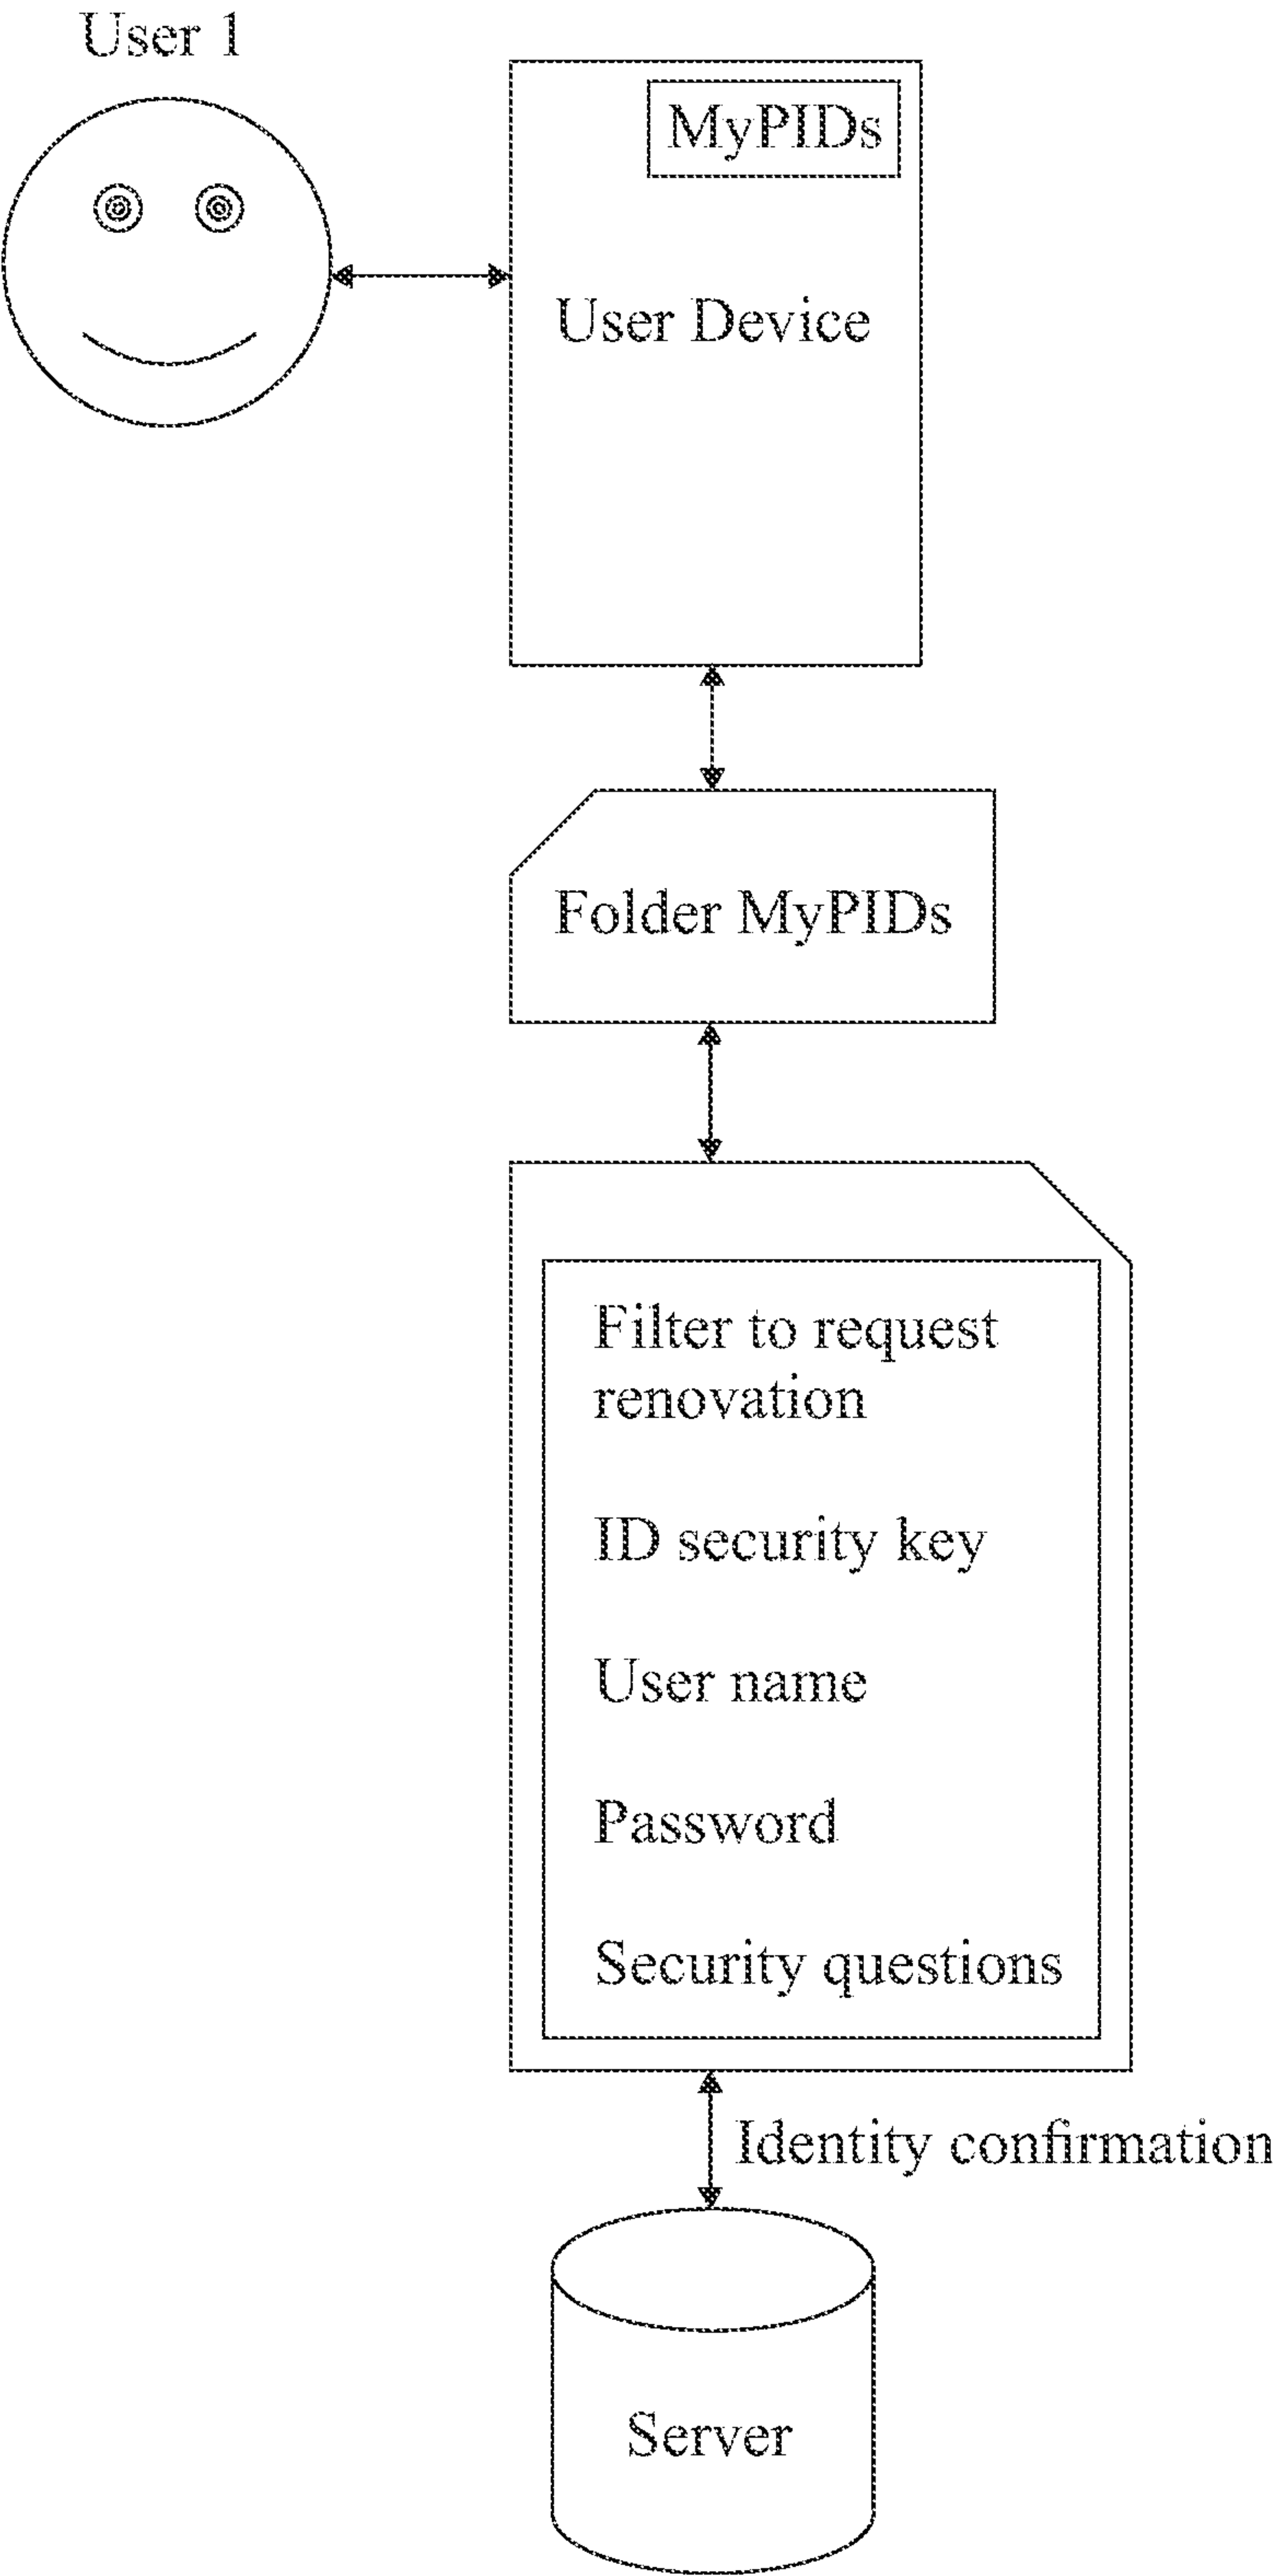 User 1
MyPIDs
User Device
Folder MyPIDs
Filter to request
renovation
ID security key
User name
Password
Security questions
Identity confirmation
Server